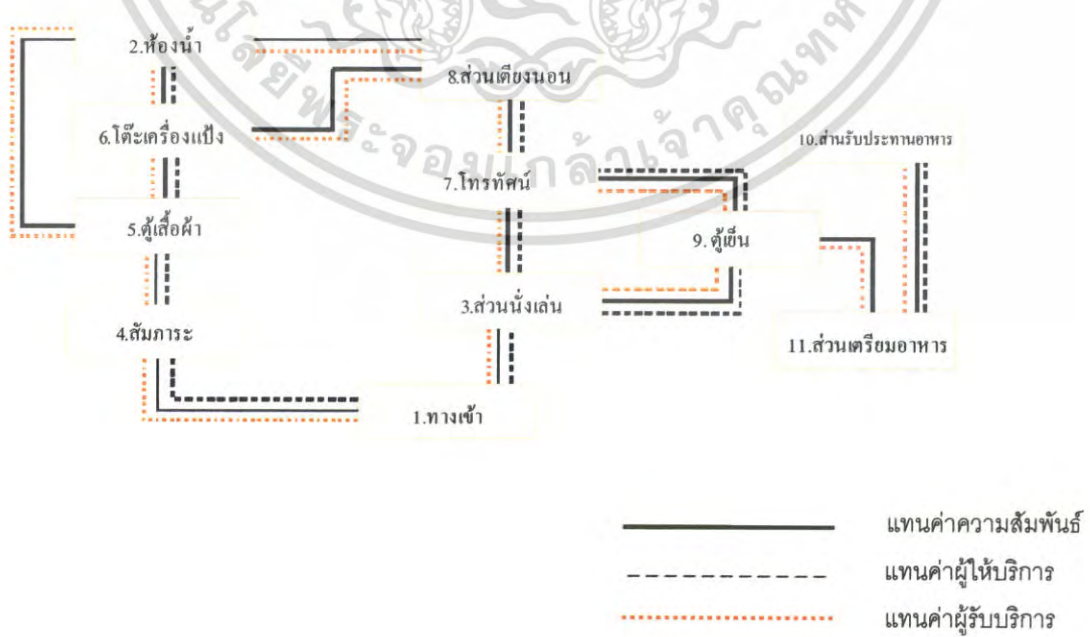 2.ห้องน้ำ
8.ส่วนเตียงนอน
6.โต๊ะเครื่องแป้ง
10.ส่านรับประทานอาหาร
7.โทรทัศน์
5.ตู้เสื้อผ้า
9.ตู้เย็น
3.ส่วนนั่งเล่น
4.สัมภาระ
11.ส่วนเตรียมอาหาร
1.ทางเข้า
แทนค่าความสัมพันธ์
แทนค่าผู้ให้บริการ
แทนค่าผู้รับบริการ